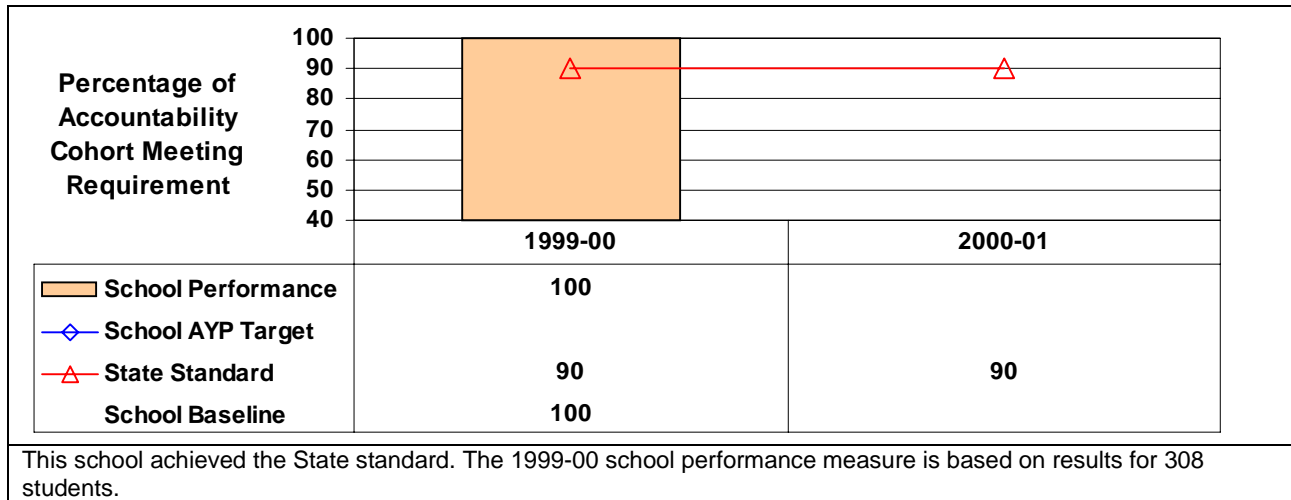 Percentage of
Accountability
Cohort Meeting
Requirement
100
90
80
70
60
50
40
1999-00 2000-01
School Performance 100
School AYP Target
State Standard 90 90
School Baseline 100
This school achieved the State standard. The 1999-00 school performance measure is based on results for 308
students.